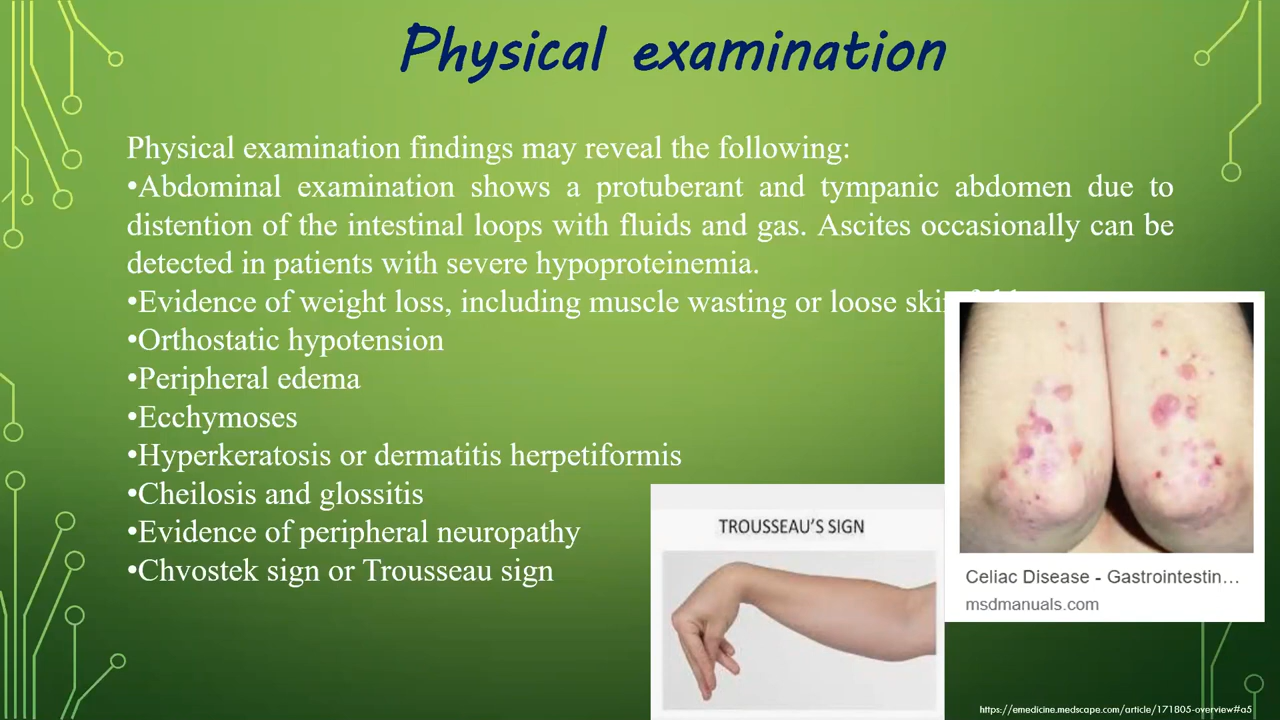 Physical examination
Physical examination findings may reveal the following:
•Abdominal examination shows a protuberant and tympanic abdomen due to
distention of the intestinal loops with fluids and gas. Ascites occasionally can be
detected in patients with severe hypoproteinemia.
•Evidence of weight loss, including muscle wasting or loose
•Orthostatic hypotension
•Peripheral edema
•Ecchymoses
•Hyperkeratosis or dermatitis herpetiformis
•Cheilosis and glossitis
•Evidence of peripheral neuropathy
•Chvostek sign or Trousseau sign
TROUSSEAU'S SIGN
Celiac Disease - Gastrointestin…
msdmanuals.com
https://emedicine.medscape.com/article/171805-overview#a5